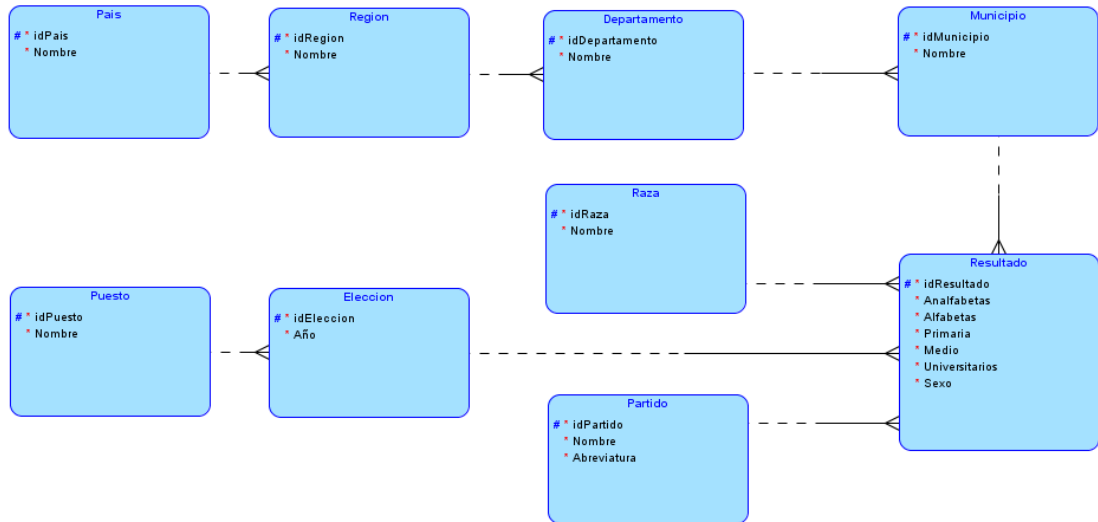 Pais
# * idPais
* Nombre
Region
# * idRegion
* Nombre
Departamento
# * idDepartamento
* Nombre
Municipio
# * idMunicipio
* Nombre
Raza
# * idRaza
* Nombre
Puesto
# * idPuesto
* Nombre
Eleccion
# * idEleccion
* Año
Resultado
# * idResultado
* Analfabetas
* Alfabetas
* Primaria
* Medio
* Universitarios
* Sexo
Partido
# * idPartido
* Nombre
* Abreviatura